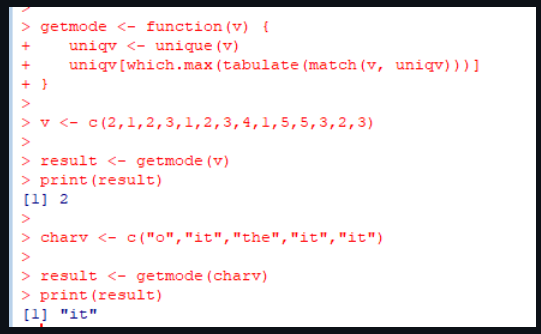 >
> getmode <- function(v) {
+    uniqv <- unique(v)
+    uniqv[which.max(tabulate(match(v, uniqv)))]
+ }
>
> v <- c(2,1,2,3,1,2,3,4,1,5,5,3,2,3)
>
> result <- getmode(v)
> print(result)
[1] 2
>
> charv <- c("o","it","the","it","it")
>
> result <- getmode(charv)
> print(result)
[1] "it"